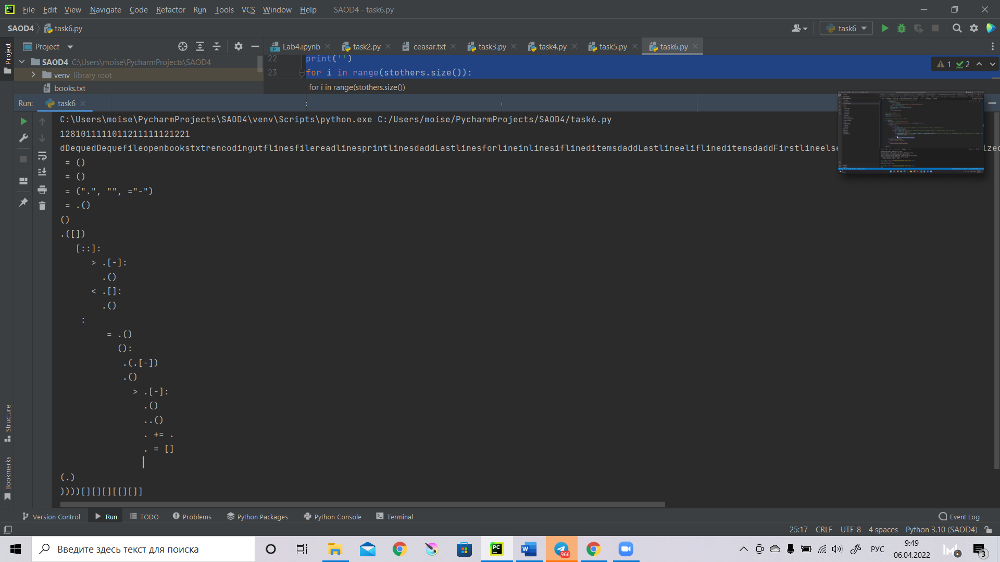 PC File Edit View Navigate Code Refactor Run Tools VCS Window Help SAOD4 - task6.py
SAOD4 task6.py task6
Project Project Lab4.ipynb task2.py ceasar.txt task3.py task4.py task5.py task6.py
SAOD4 C:\Users\moise\PycharmProjects\SAOD4
venv library root
books.txt
22 print('')
23 for i in range(stothers.size()):
1 2
for i in range(stothers.size())
Run: task6
C:\Users\moise\PycharmProjects\SAOD4\venv\Scripts\python.exe C:/Users/moise/PycharmProjects/SAOD4/task6.py
1281011111011211111121221
dDequedDequefileopenbookstxtrencodingutflinesfilereadlinesprintlinesdaddLastlinesforlineinlinesiflineditemsdaddLastlineeliflineditemsdaddFirstlineelse
= ()
= ()
= (".", "", ="-")
= .()
()
.([])
[::]:
> .[-]:
.()
< .[]:
.()
:
= .()
():
.(.[-])
.()
> .[-]:
.()
..()
. += .
. = []
(.)
))))[][][][[][]]
Structure
Bookmarks
Version Control Run TODO Problems Python Packages Python Console Terminal Event Log
25:17 CRLF UTF-8 4 spaces Python 3.10 (SAOD4)
Введите здесь текст для поиска
PC
W
966
РУС
9:49
06.04.2022
2
3